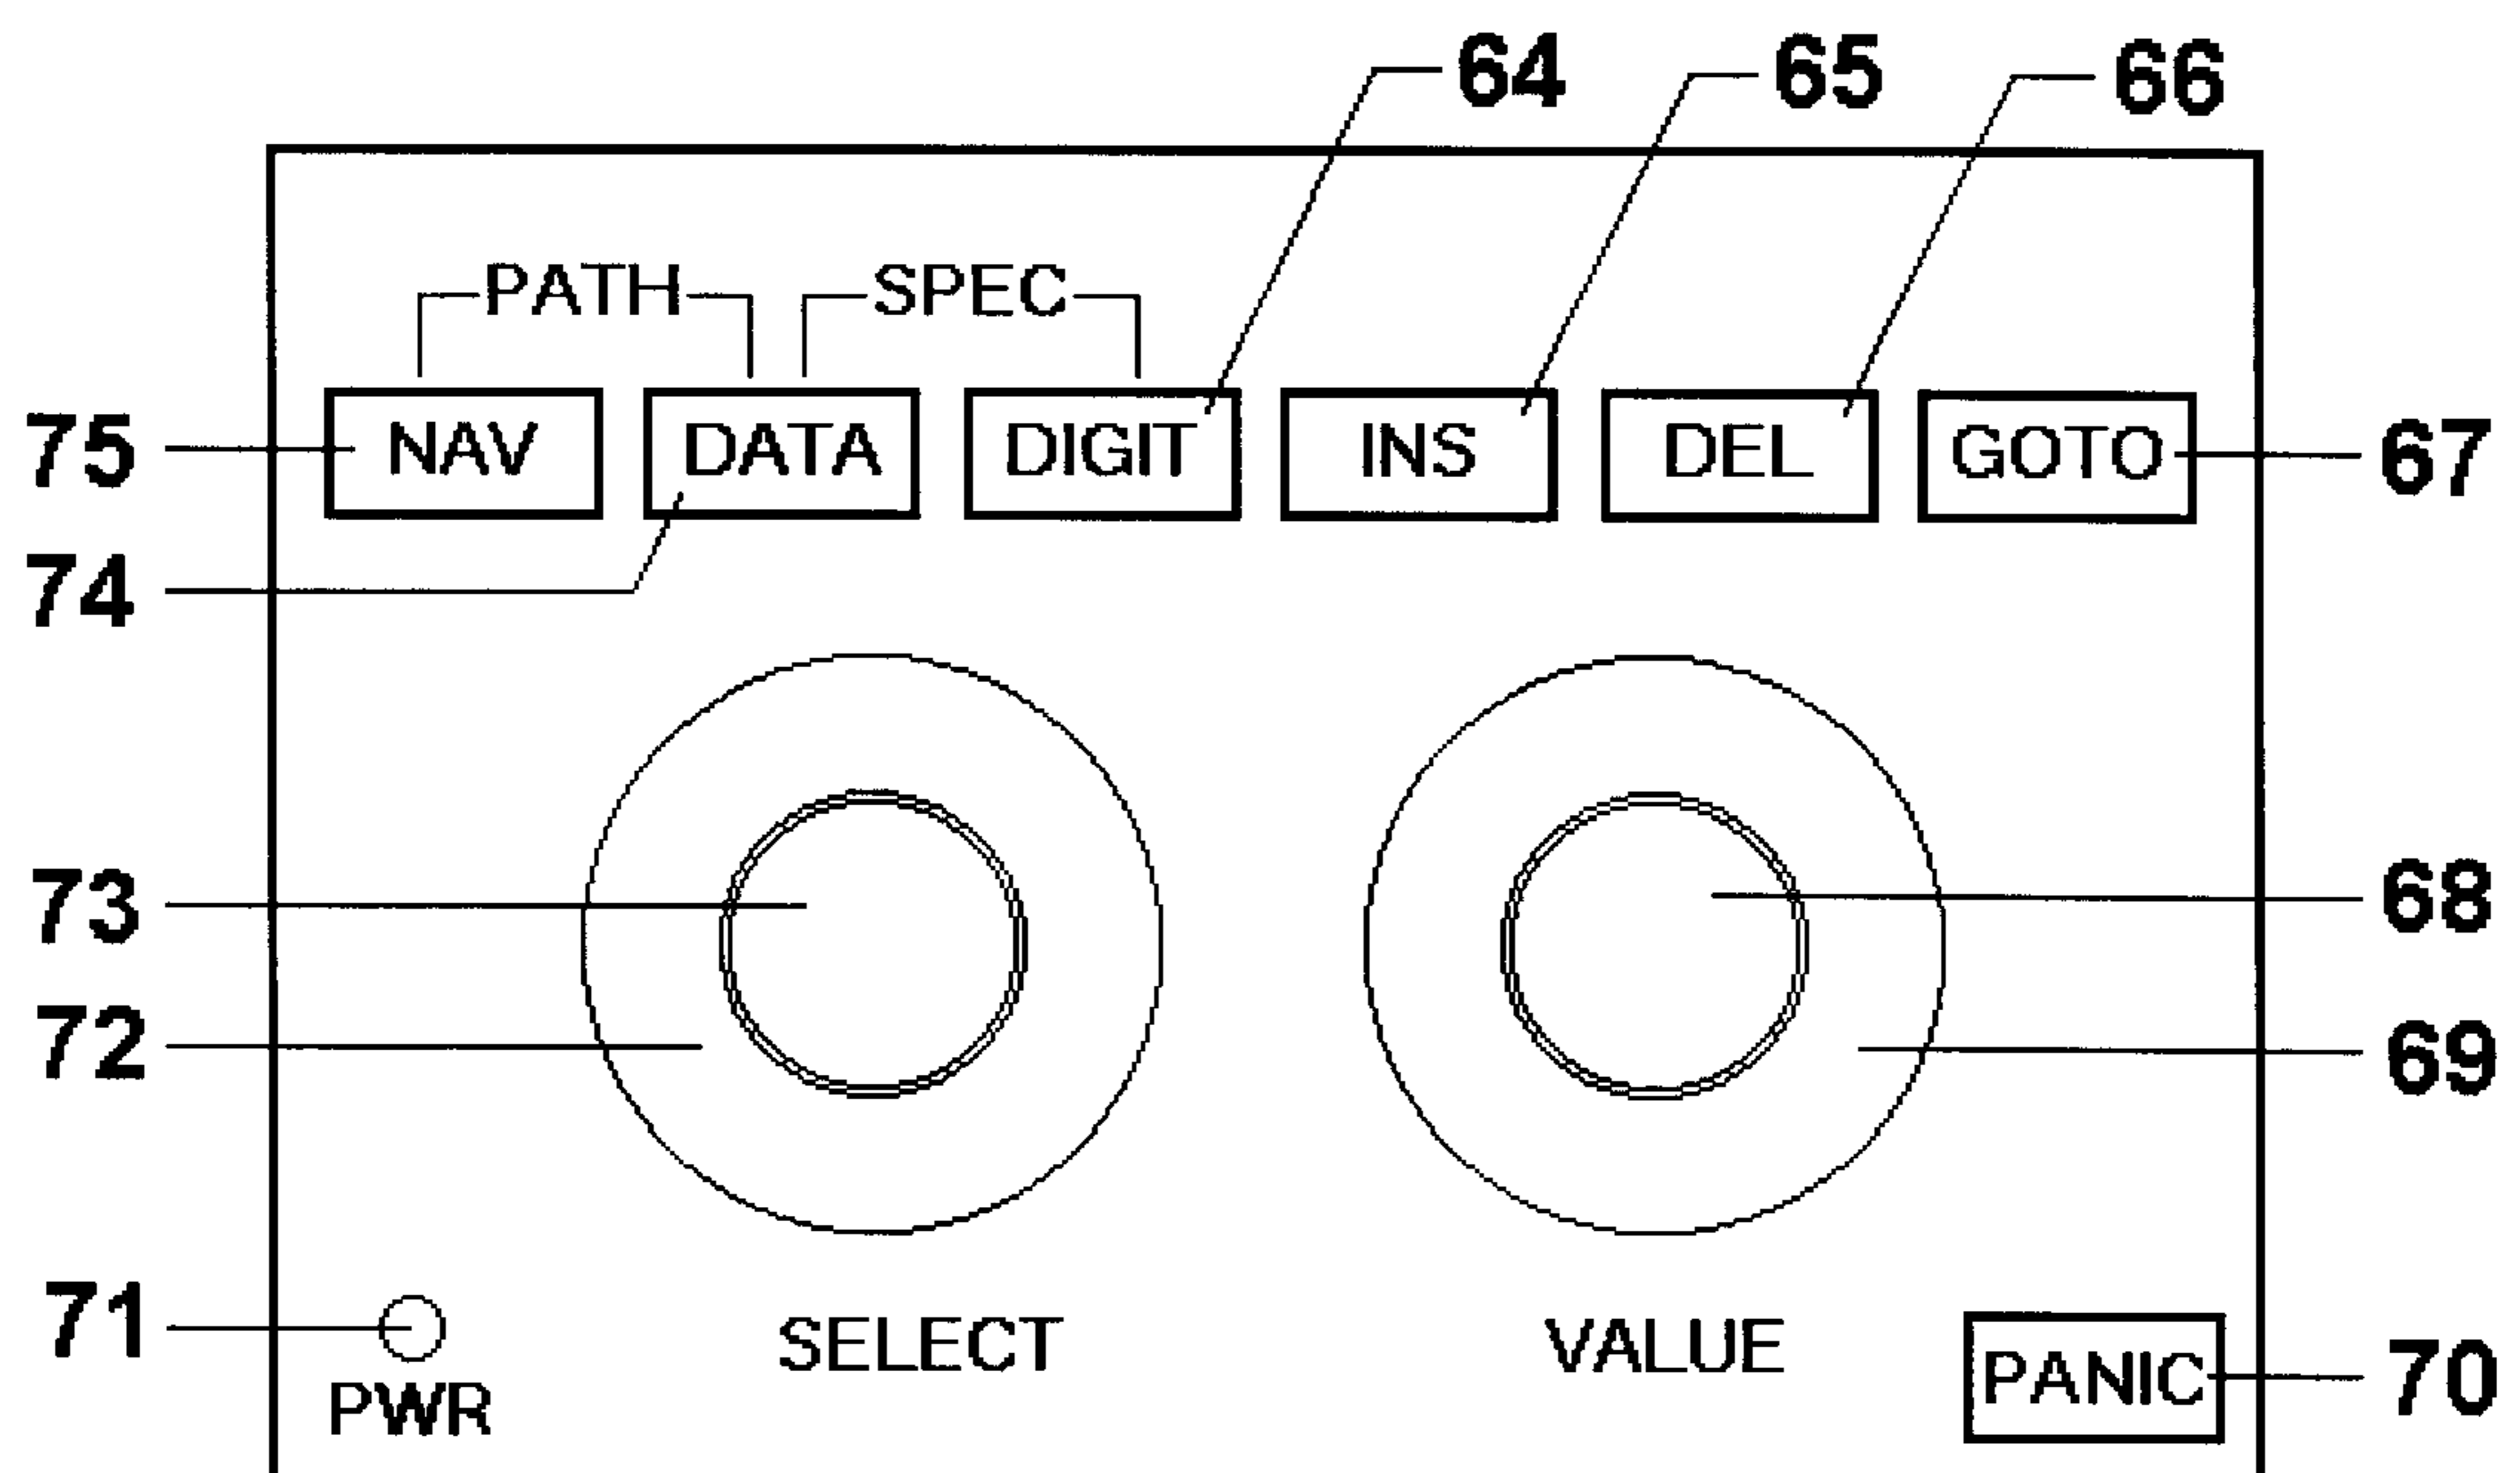 64 65 66
PATH SPEC
75 NAV DATA DIGIT INS DEL GOTO 67
74
73 68
72 69
71 SELECT VALUE PANIC 70
PWR